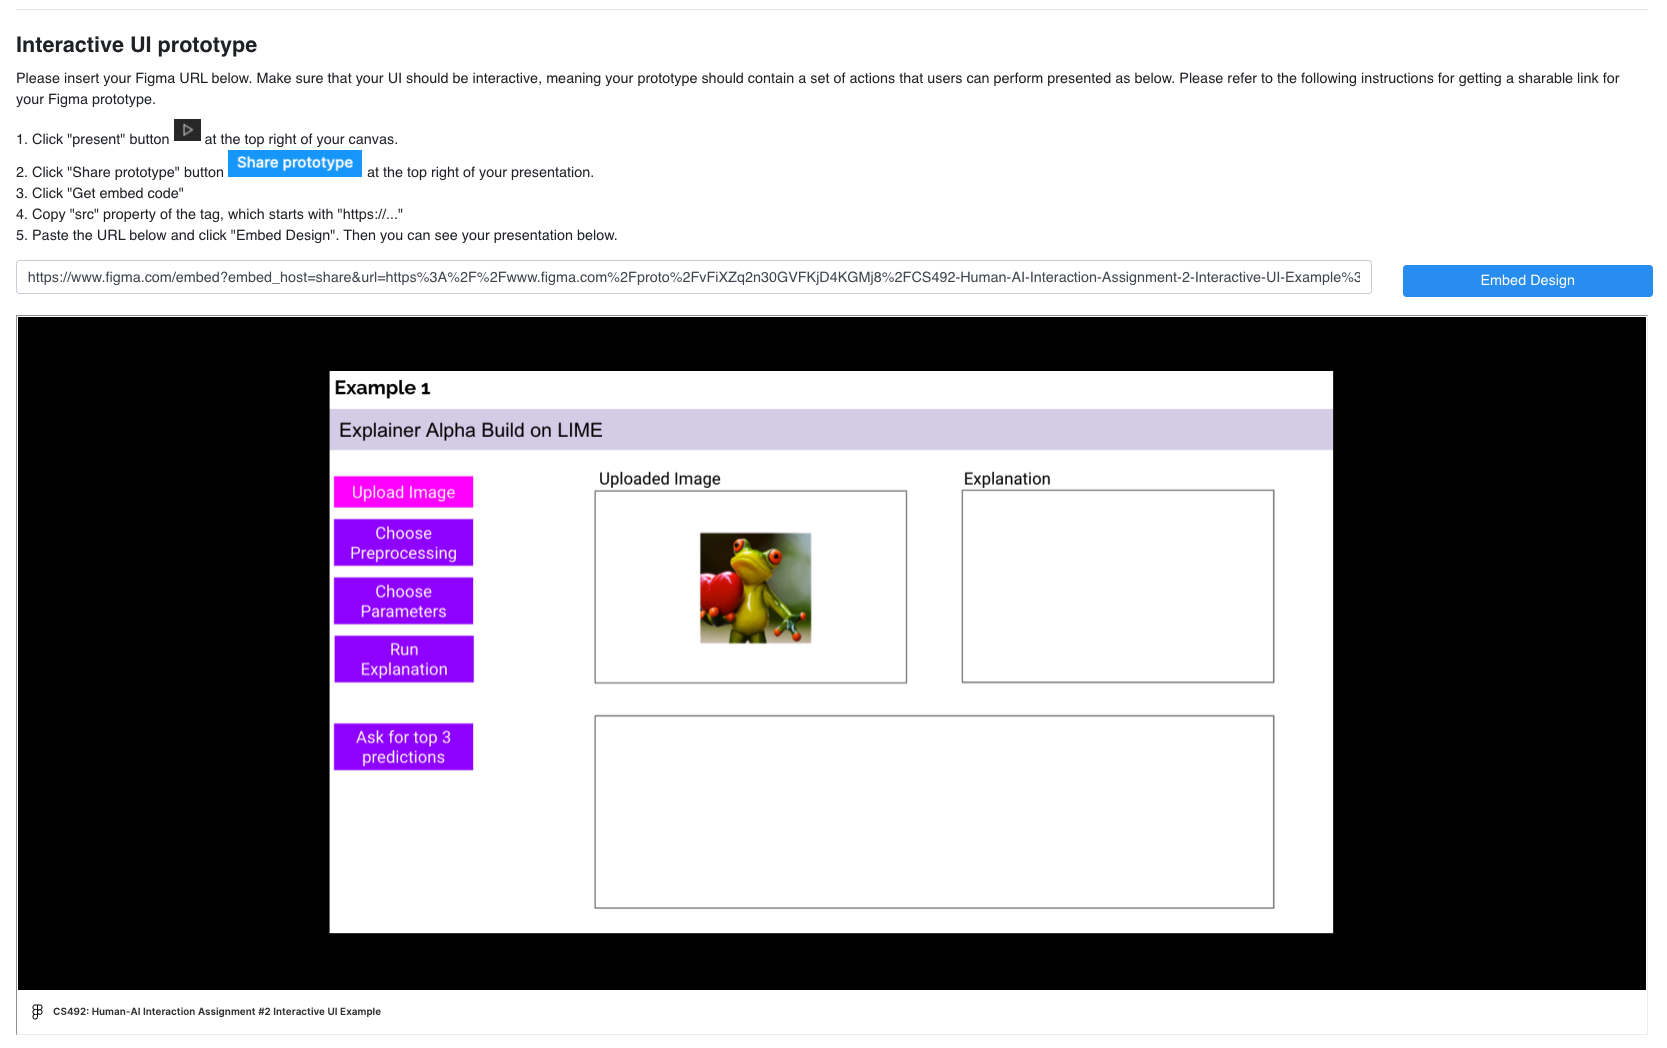 Interactive UI prototype
Please insert your Figma URL below. Make sure that your UI should be interactive, meaning your prototype should contain a set of actions that users can perform presented as below. Please refer to the following instructions for getting a sharable link for
your Figma prototype.
1. Click "present" button at the top right of your canvas.
2. Click "Share prototype" button Share prototype at the top right of your presentation.
3. Click "Get embed code"
4. Copy "src" property of the tag, which starts with "https://..."
5. Paste the URL below and click "Embed Design". Then you can see your presentation below.
https://www.figma.com/embed?embed_host=share&url=https%3A%2F%2Fwww.figma.com%2Fproto%2FvFiXZq2n30GVFKjD4KGMj8%2FCS492-Human-AI-Interaction-Assignment-2-Interactive-UI-Example%3
Embed Design
Example 1
Explainer Alpha Build on LIME
Upload Image
Choose
Preprocessing
Choose
Parameters
Run
Explanation
Ask for top 3
predictions
Uploaded Image
Explanation
CS492: Human-AI Interaction Assignment #2 Interactive UI Example